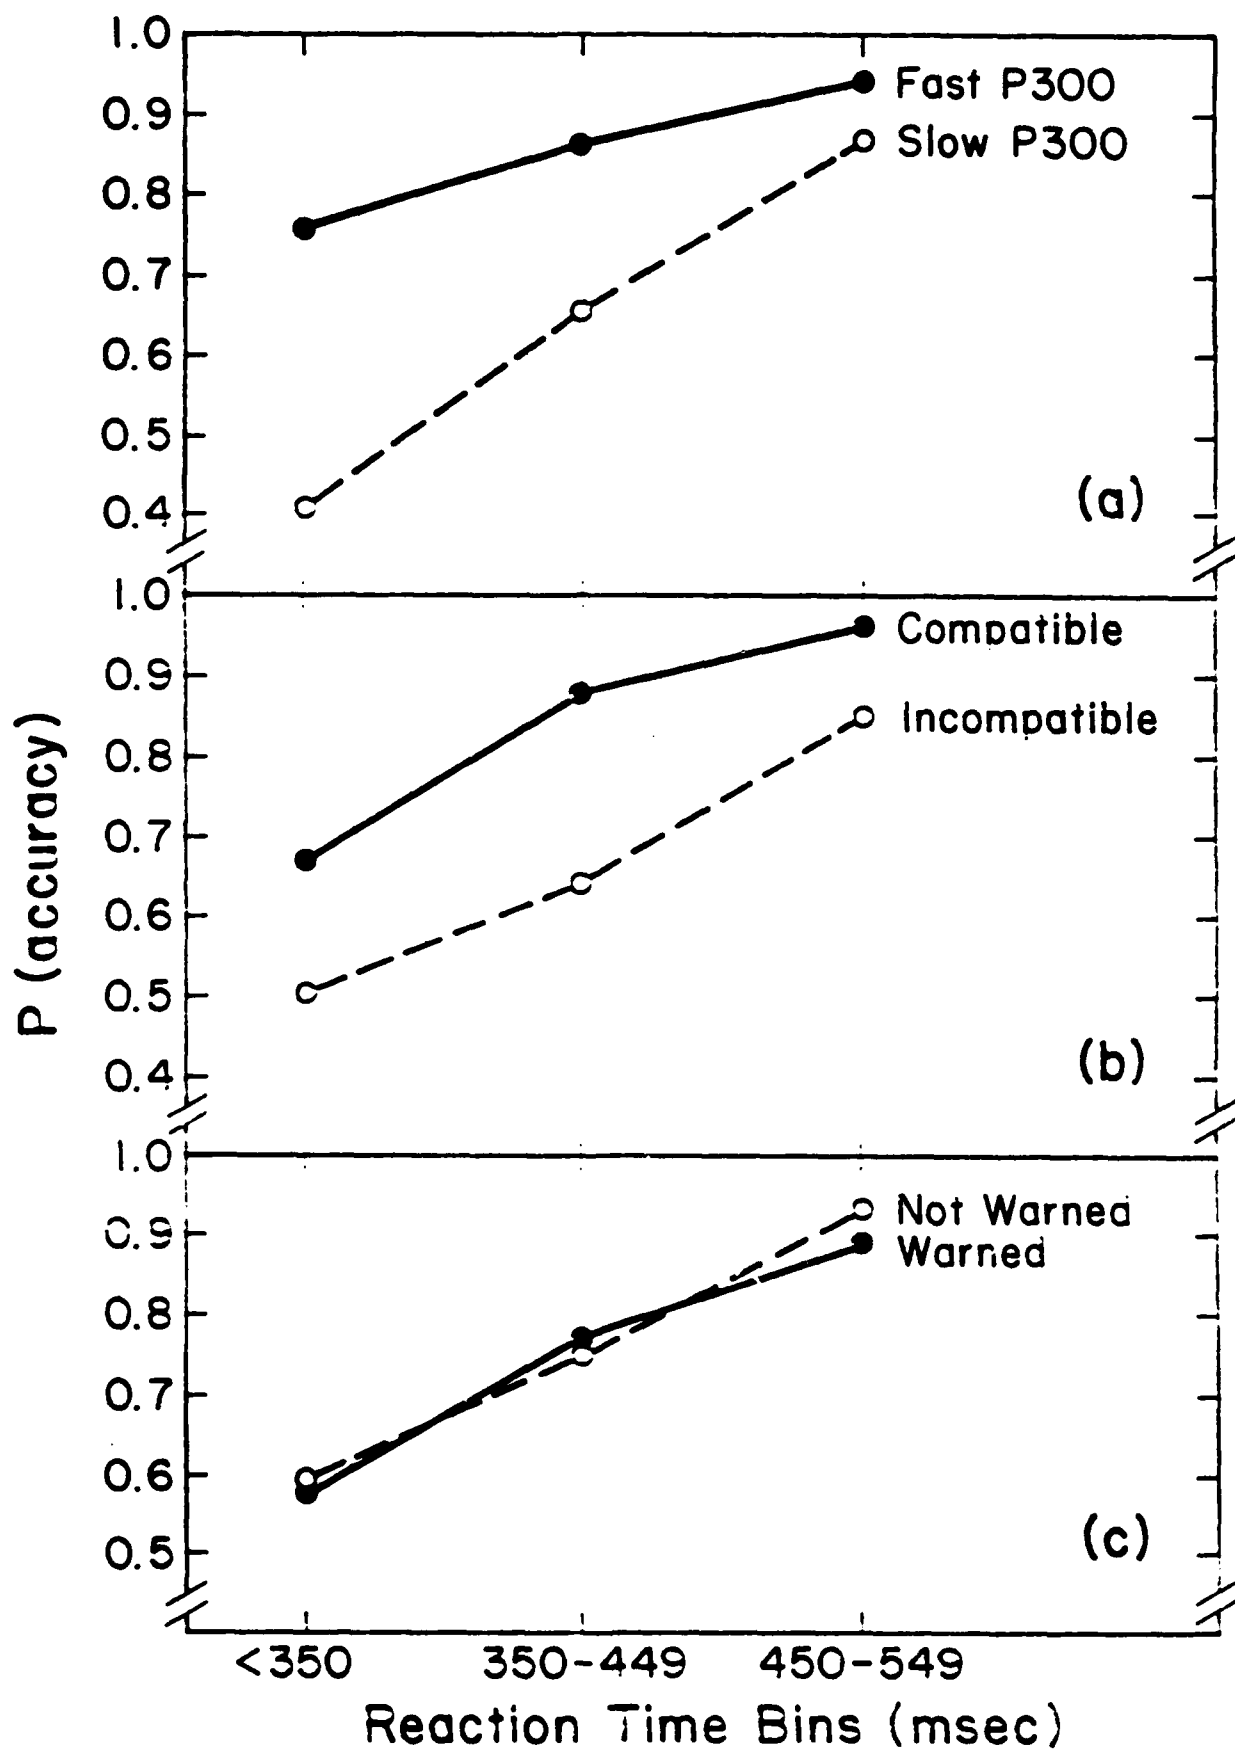 1.0
0.9
0.8
0.7
0.6
0.5
0.4
Fast P300
Slow P300
(a)
1.0
0.9
0.8
0.7
0.6
0.5
0.4
Compatible
Incompatible
(b)
P (accuracy)
1.0
0.9
0.8
0.7
0.6
0.5
Not Warned
Warned
(c)
<350 350-449 450-549
Reaction Time Bins (msec)